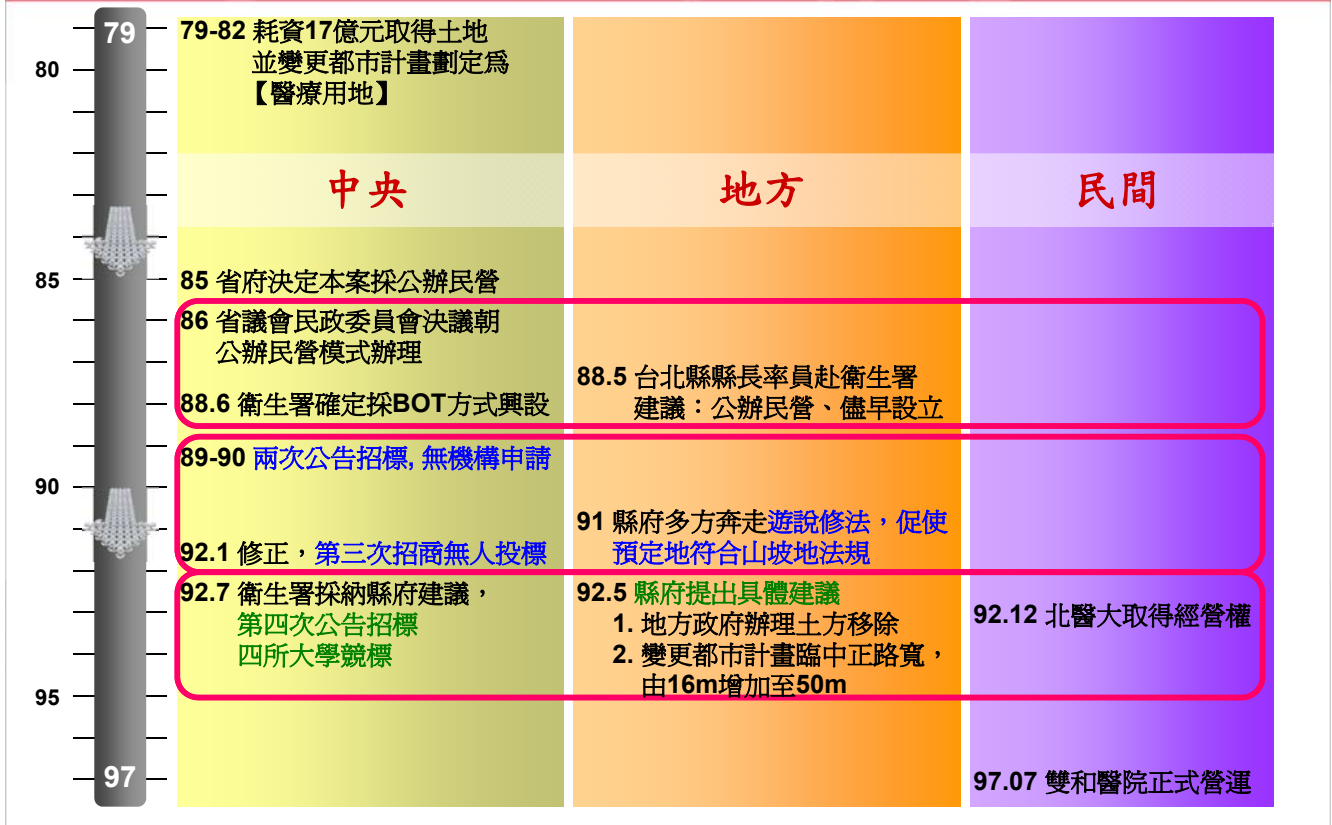 79
80
85
90
95
97
79-82 耗資17億元取得土地
並變更都市計畫劃定為
【醫療用地】
中央
85 省府決定本案採公辦民營
86 省議會民政委員會決議朝
公辦民營模式辦理
88.6 衛生署確定採BOT方式興設
89-90 兩次公告招標, 無機構申請
92.1 修正，第三次招商無人投標
92.7 衛生署採納縣府建議，
第四次公告招標
四所大學競標
地方
88.5 台北縣縣長率員赴衛生署
建議：公辦民營、儘早設立
91 縣府多方奔走遊說修法，促使
預定地符合山坡地法規
92.5 縣府提出具體建議
1. 地方政府辦理土方移除
2. 變更都市計畫臨中正路寬，
由16m增加至50m
民間
92.12 北醫大取得經營權
97.07 雙和醫院正式營運